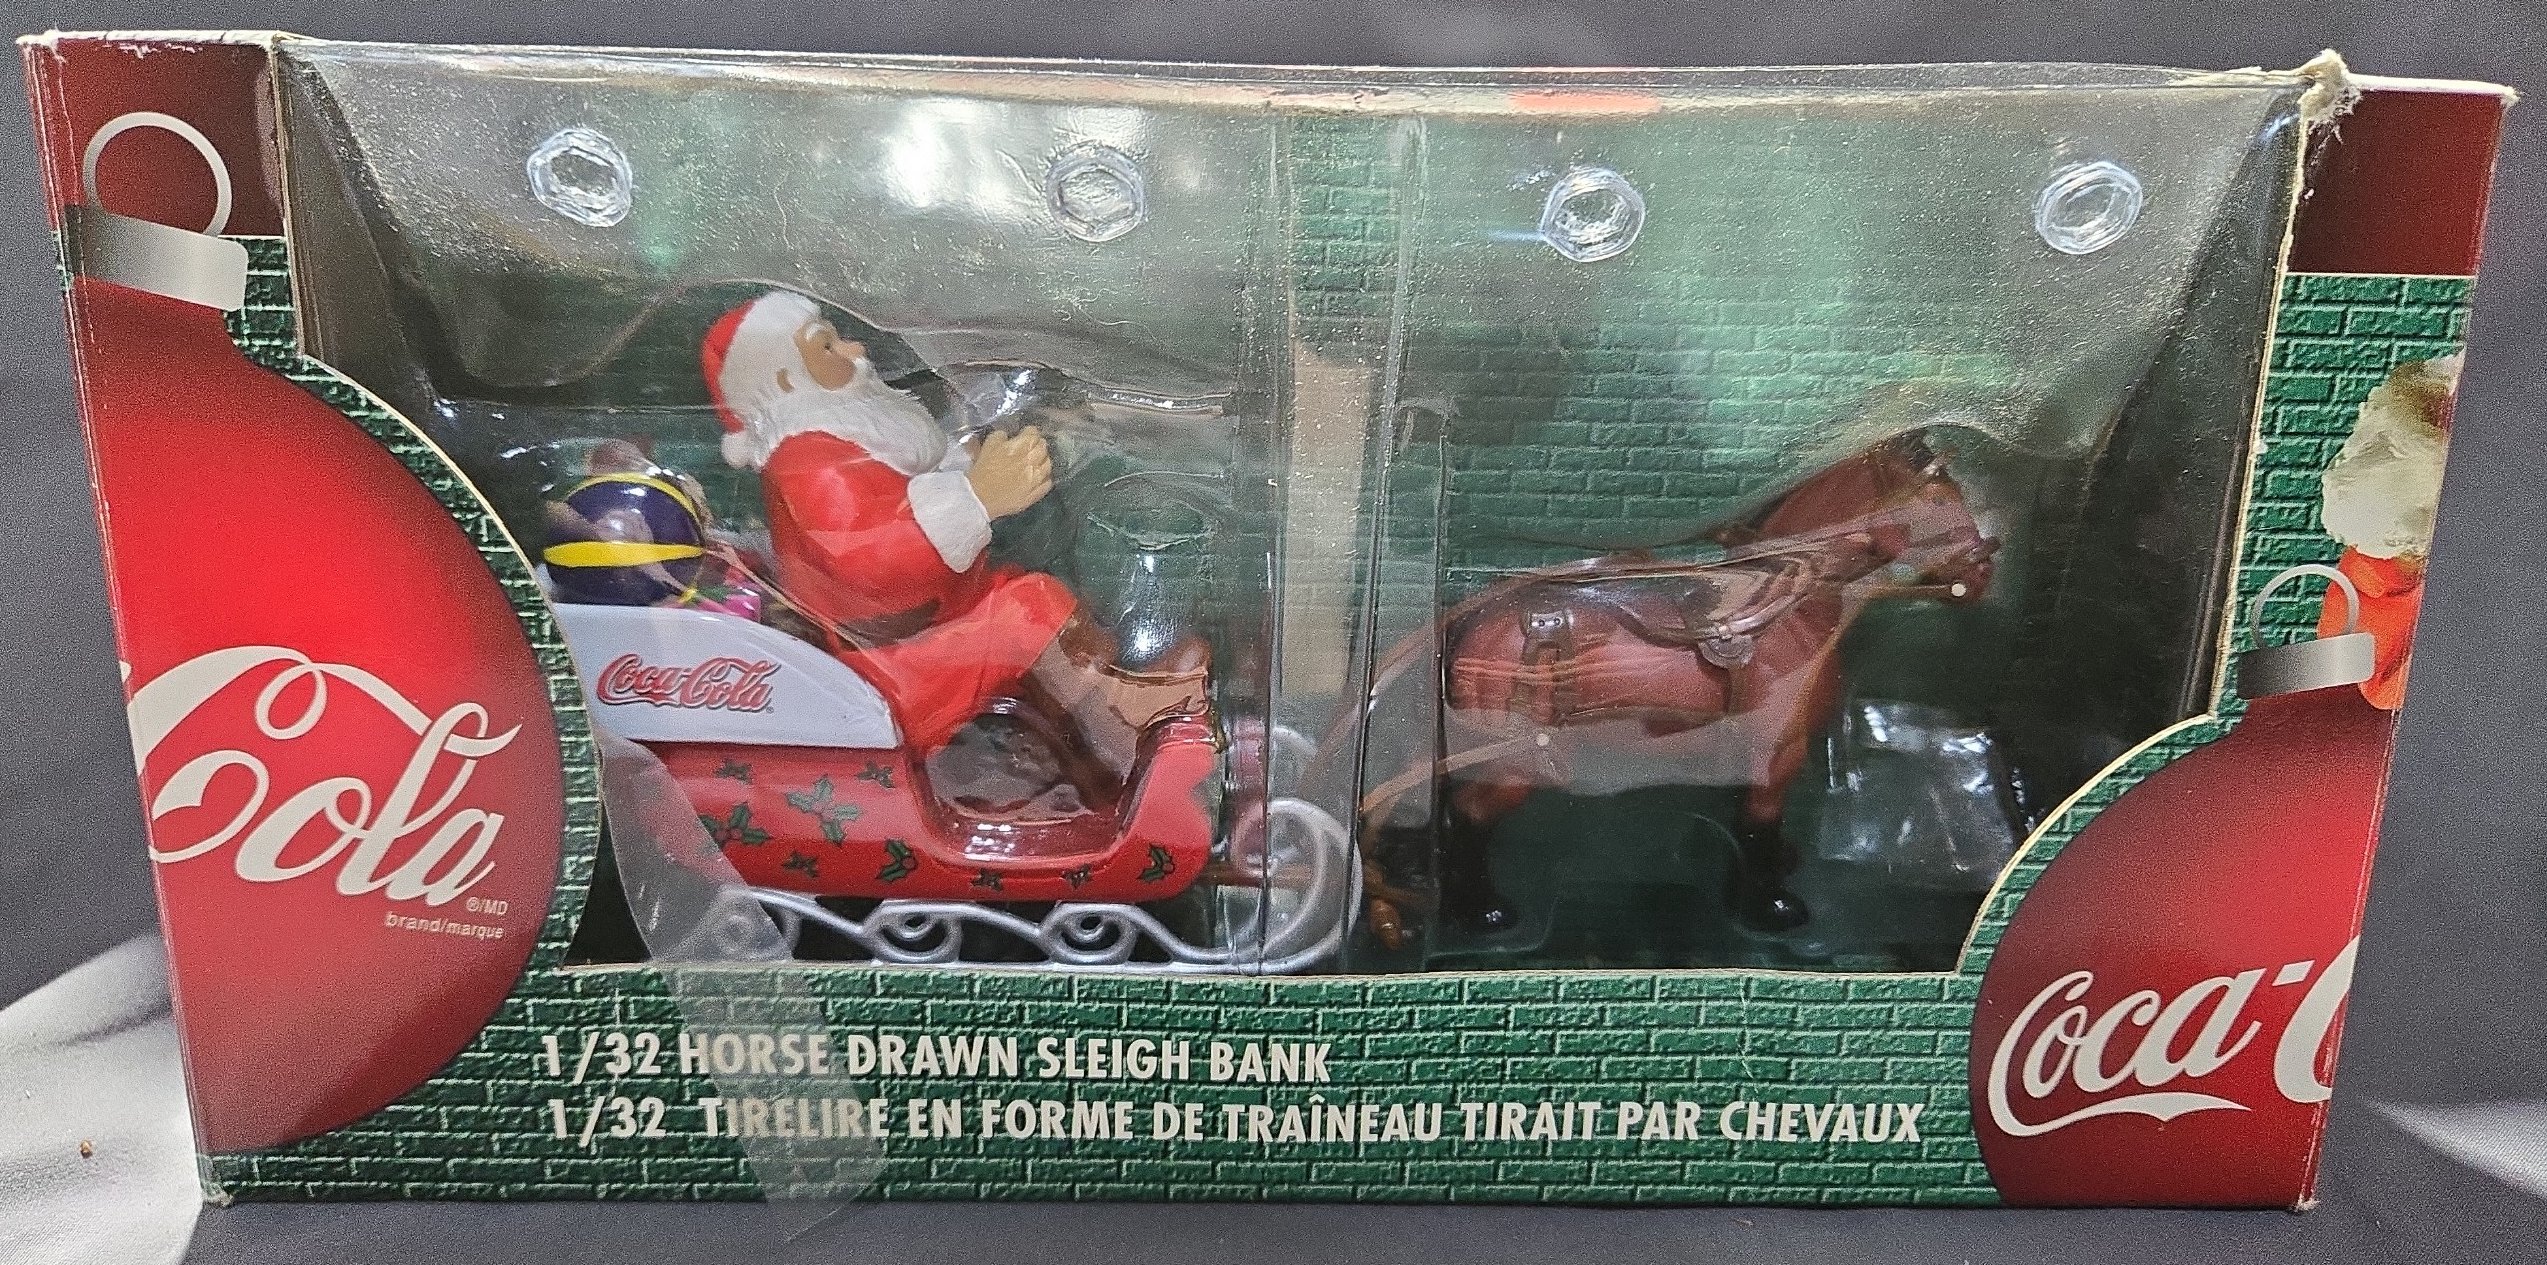 Coca-Cola®
Cola
®/MD
brand/marque
1/32 HORSE DRAWN SLEIGH BANK
1/32 TIRELIRE EN FORME DE TRAÎNEAU TIRAIT PAR CHEVAUX
Coca-C